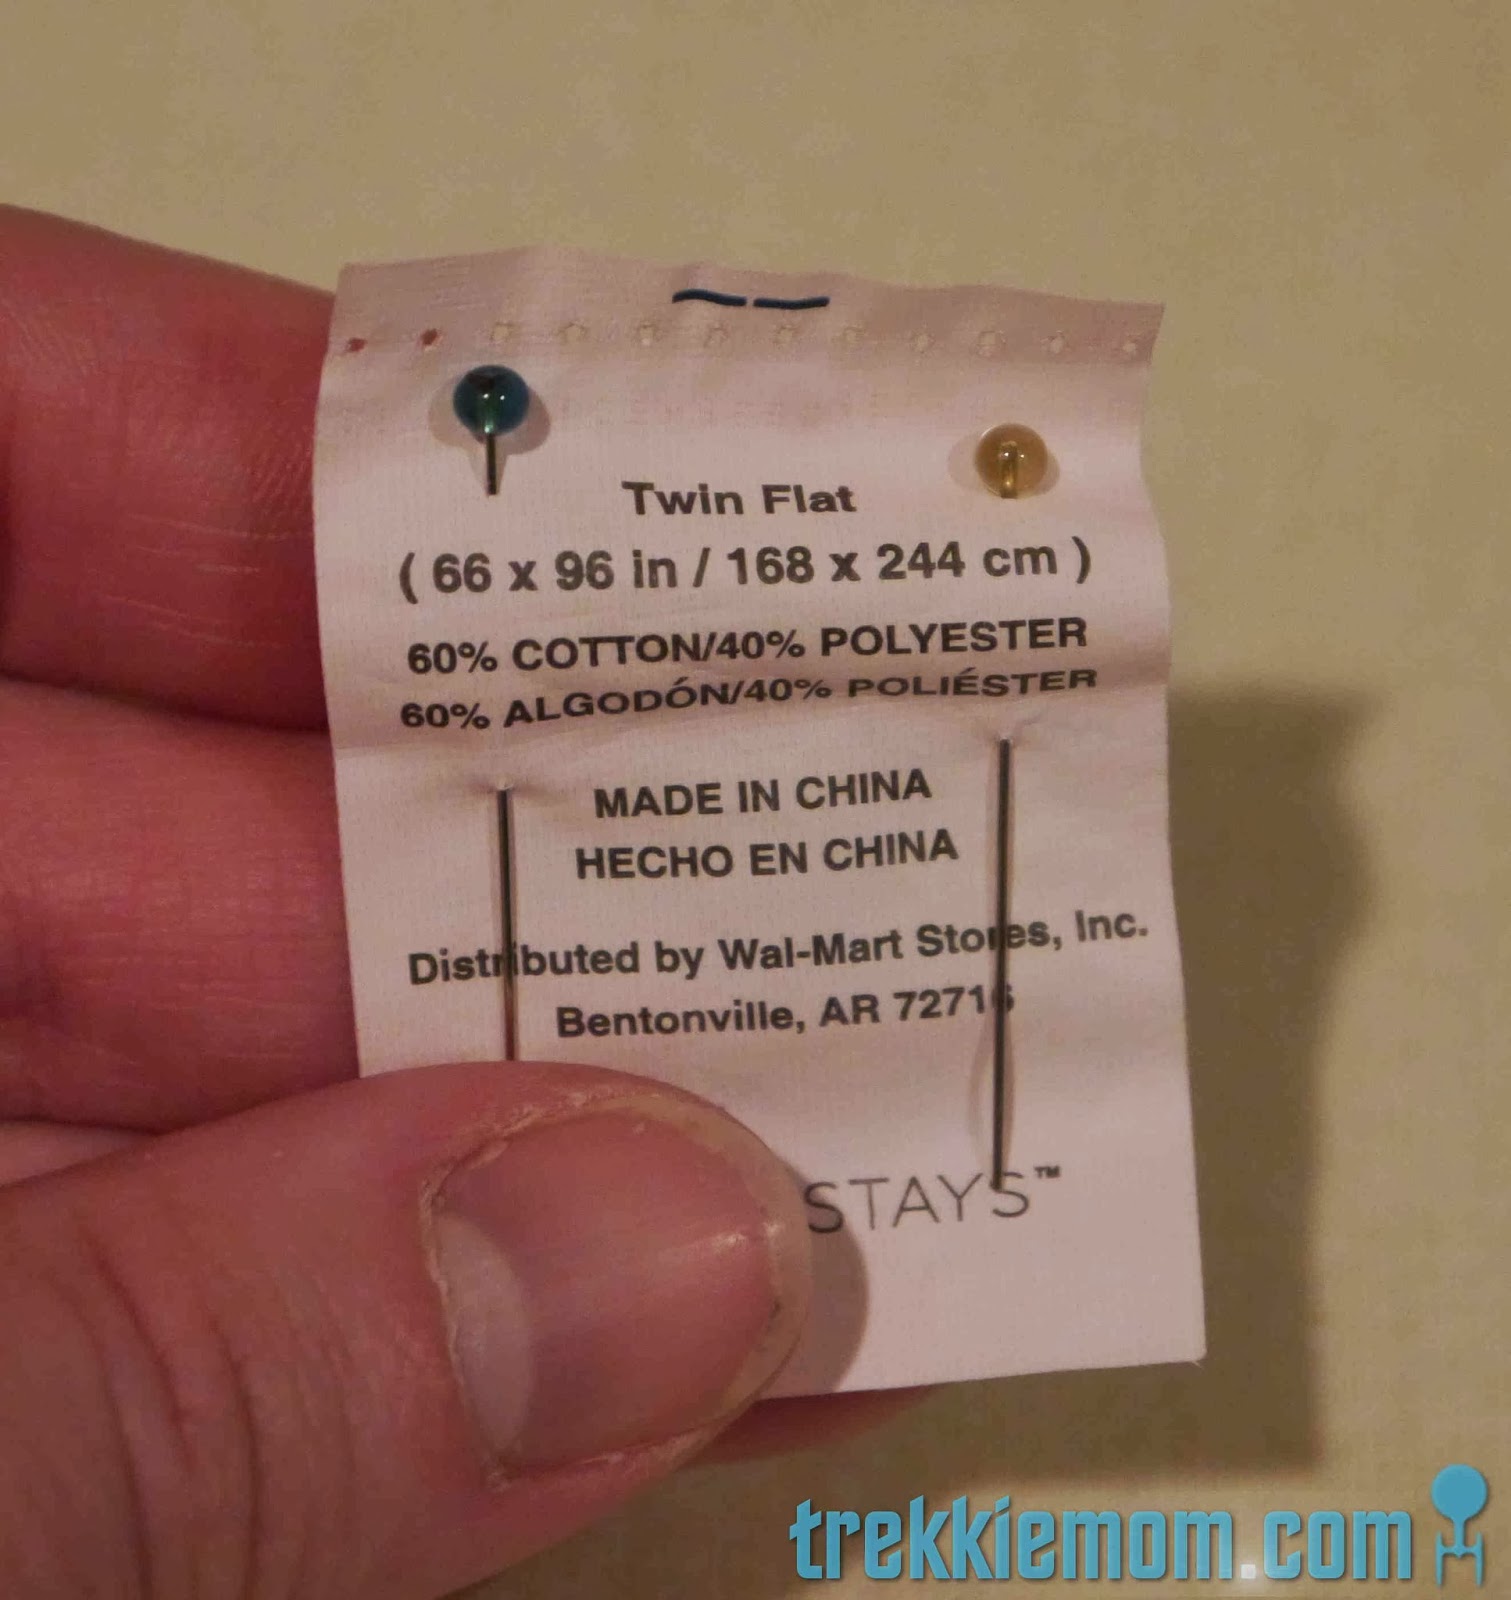 Twin Flat
( 66 x 96 in / 168 x 244 cm )
60% COTTON/40% POLYESTER
60% ALGODÓN/40% POLIÉSTER
MADE IN CHINA
HECHO EN CHINA
Distributed by Wal-Mart Stores, Inc.
Bentonville, AR 72716
STAYS™
trekkiemom.com